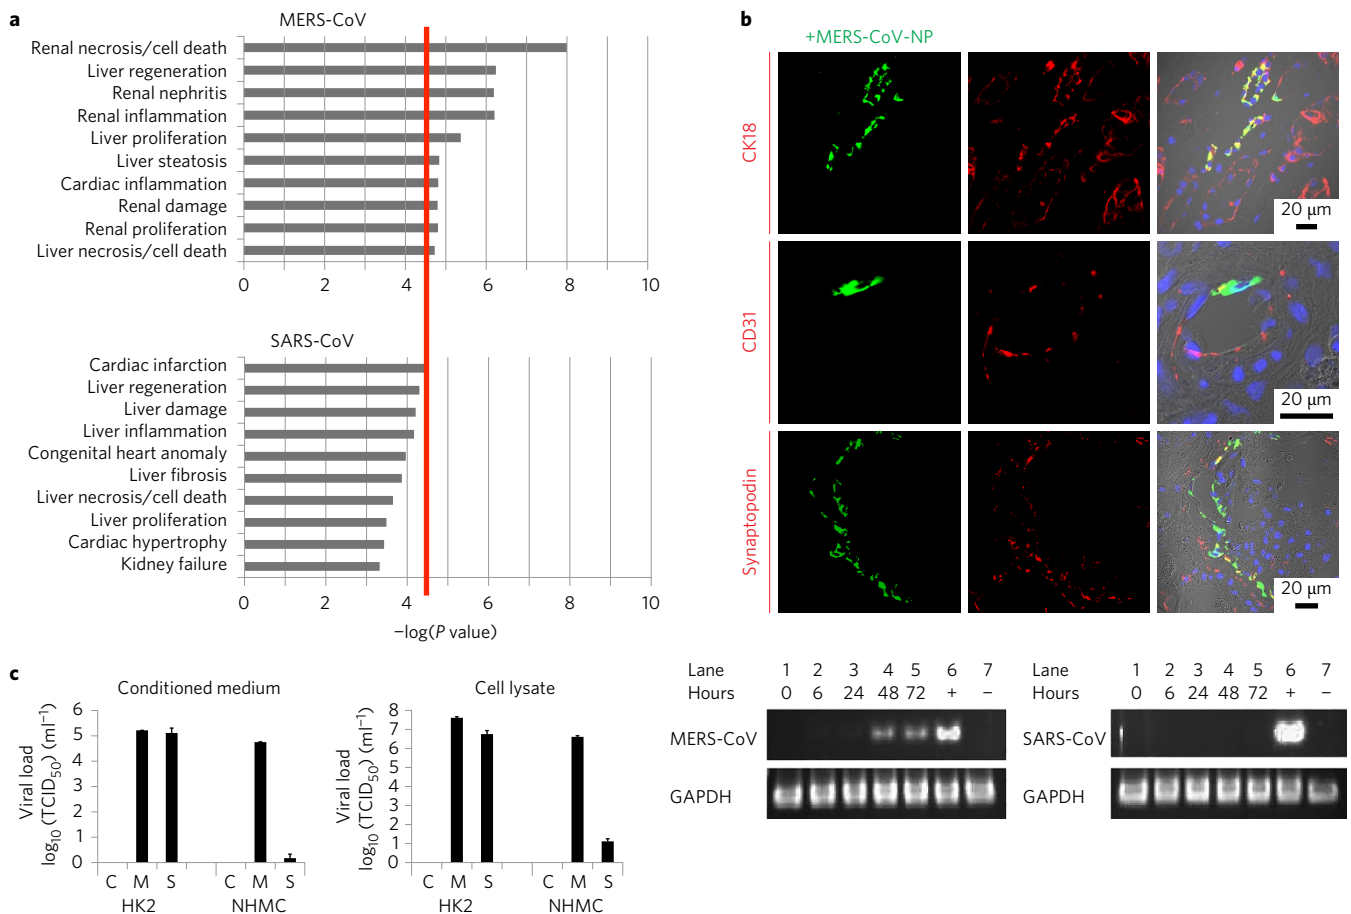 a
MERS-CoV
Renal necrosis/cell death
Liver regeneration
Renal nephritis
Renal inflammation
Liver proliferation
Liver steatosis
Cardiac inflammation
Renal damage
Renal proliferation
Liver necrosis/cell death
0 2 4 6 8 10
SARS-CoV
Cardiac infarction
Liver regeneration
Liver damage
Liver inflammation
Congenital heart anomaly
Liver fibrosis
Liver necrosis/cell death
Liver proliferation
Cardiac hypertrophy
Kidney failure
0 2 4 6 8 10
−log(P value)
b
+MERS-CoV-NP
CK18
20 µm
CD31
20 µm
Synaptopodin
20 µm
c
Conditioned medium
Viral load
log10 (TCID50) (ml−1)
6
5
4
3
2
1
0
C M S C M S
HK2 NHMC
Cell lysate
Viral load
log10 (TCID50) (ml−1)
8
7
6
5
4
3
2
1
0
C M S C M S
HK2 NHMC
Lane 1 2 3 4 5 6 7
Hours 0 6 24 48 72 + −
MERS-CoV
GAPDH
Lane 1 2 3 4 5 6 7
Hours 0 6 24 48 72 + −
SARS-CoV
GAPDH